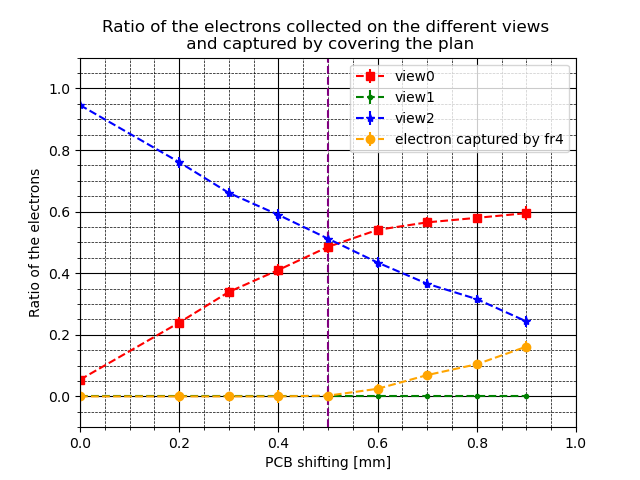 Ratio of the electrons collected on the different views
and captured by covering the plan
view0
view1
view2
electron captured by fr4
Ratio of the electrons
1.0
0.8
0.6
0.4
0.2
0.0
0.0 0.2 0.4 0.6 0.8 1.0
PCB shifting [mm]